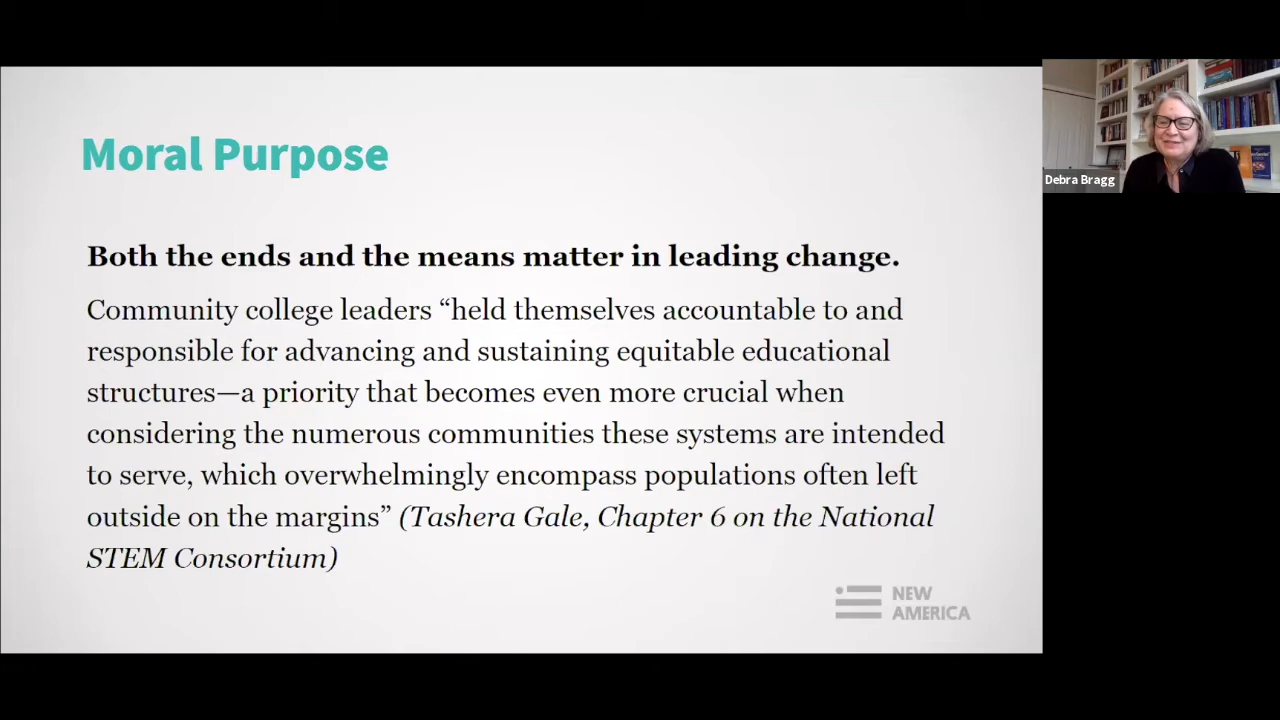 Moral Purpose
Both the ends and the means matter in leading change.
Community college leaders “held themselves accountable to and
responsible for advancing and sustaining equitable educational
structures—a priority that becomes even more crucial when
considering the numerous communities these systems are intended
to serve, which overwhelmingly encompass populations often left
outside on the margins” (Tashera Gale, Chapter 6 on the National
STEM Consortium)
NEW
AMERICA
Debra Bragg